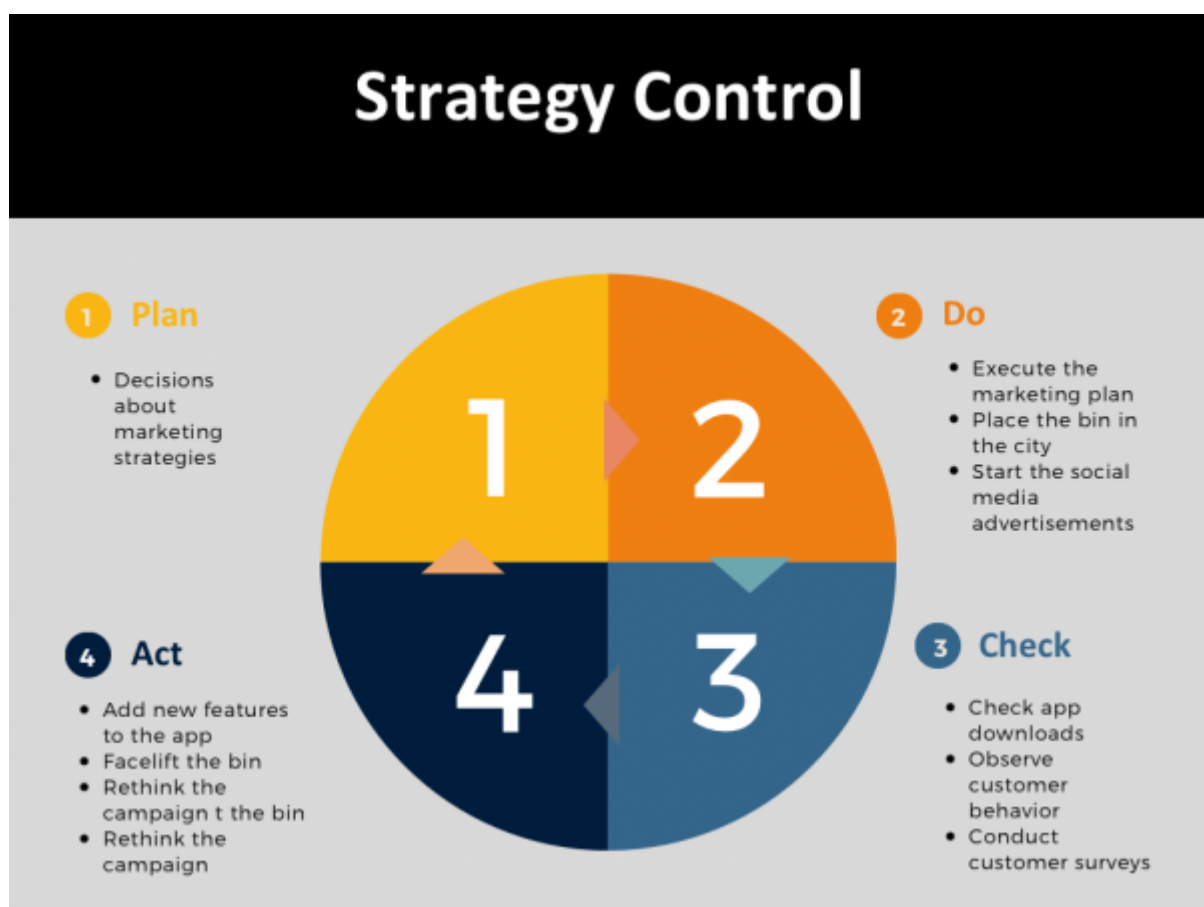 Strategy Control
1 Plan
• Decisions
about
marketing
strategies
2 Do
• Execute the
marketing plan
• Place the bin in
the city
• Start the social
media
advertisements
1
2
4
3
3 Check
• Check app
downloads
• Observe
customer
behavior
• Conduct
customer surveys
4 Act
• Add new features
to the app
• Facelift the bin
• Rethink the
campaign t the bin
• Rethink the
campaign